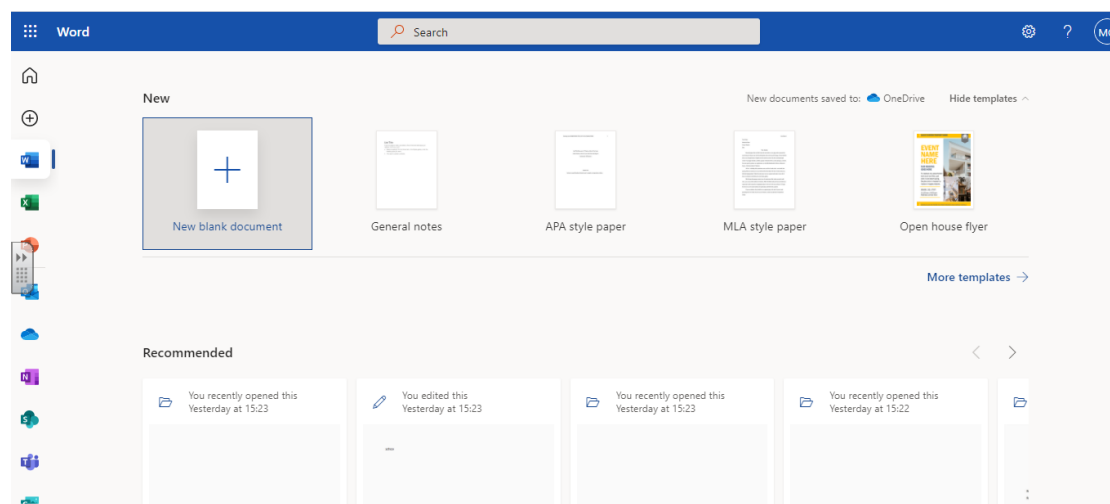 Word
Search
?
New
New documents saved to: OneDrive
Hide templates
New blank document
General notes
APA style paper
MLA style paper
Open house flyer
EVENT
NAME
HERE
More templates
Recommended
You recently opened this
Yesterday at 15:23
You edited this
Yesterday at 15:23
You recently opened this
Yesterday at 15:23
You recently opened this
Yesterday at 15:22